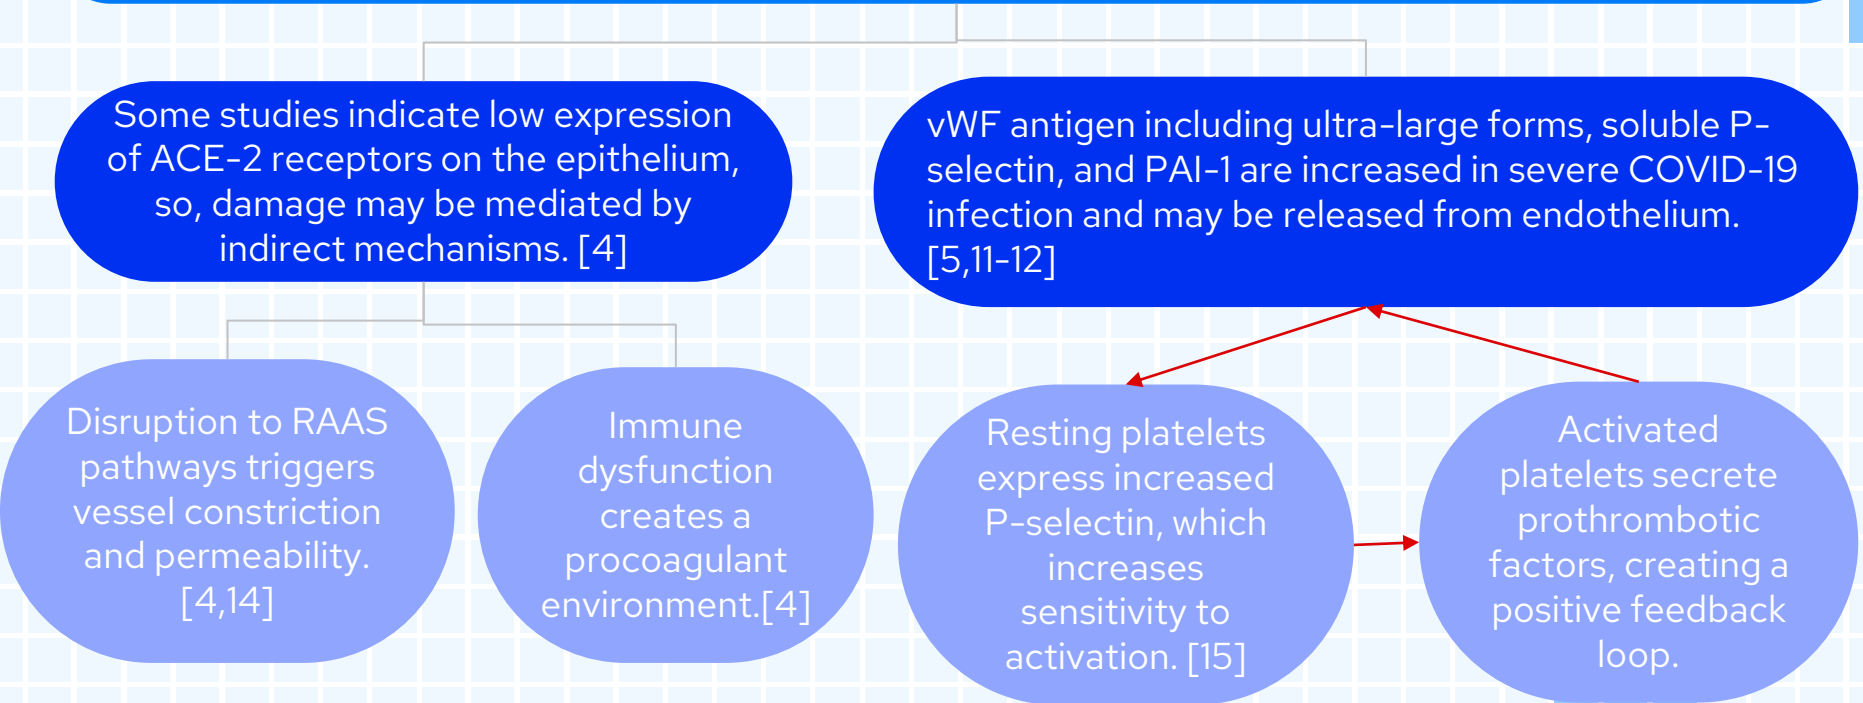 Some studies indicate low expression
of ACE-2 receptors on the epithelium,
so, damage may be mediated by
indirect mechanisms. [4]
vWF antigen including ultra-large forms, soluble P-
selectin, and PAI-1 are increased in severe COVID-19
infection and may be released from endothelium.
[5,11-12]
Disruption to RAAS
pathways triggers
vessel constriction
and permeability.
[4,14]
Immune
dysfunction
creates a
procoagulant
environment.[4]
Resting platelets
express increased
P-selectin, which
increases
sensitivity to
activation. [15]
Activated
platelets secrete
prothrombotic
factors, creating a
positive feedback
loop.